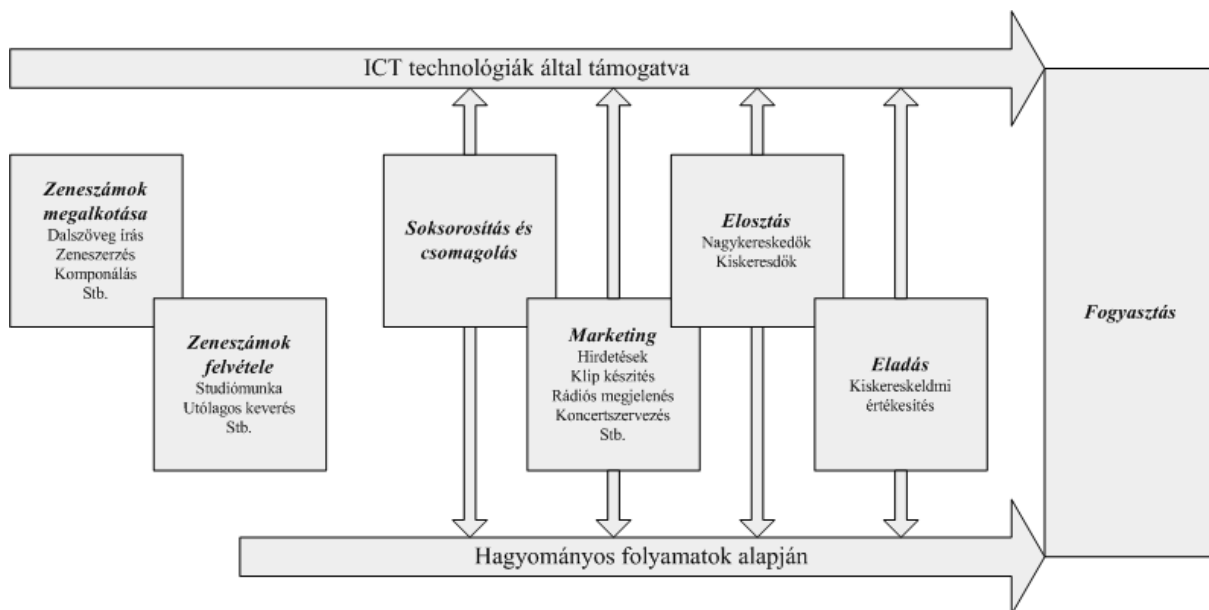 ICT technológiák által támogatva
Zeneszámok
megalkotása
Dalszöveg írás
Zeneszerzés
Komponálás
Stb.
Zeneszámok
felvétele
Studiómunka
Utólagos keverés
Stb.
Soksorosítás és
csomagolás
Marketing
Hirdetések
Klip készítés
Rádiós megjelenés
Koncertszervezés
Stb.
Elosztás
Nagykereskedők
Kiskeresdők
Eladás
Kiskereskeldmi
értékesítés
Fogyasztás
Hagyományos folyamatok alapján